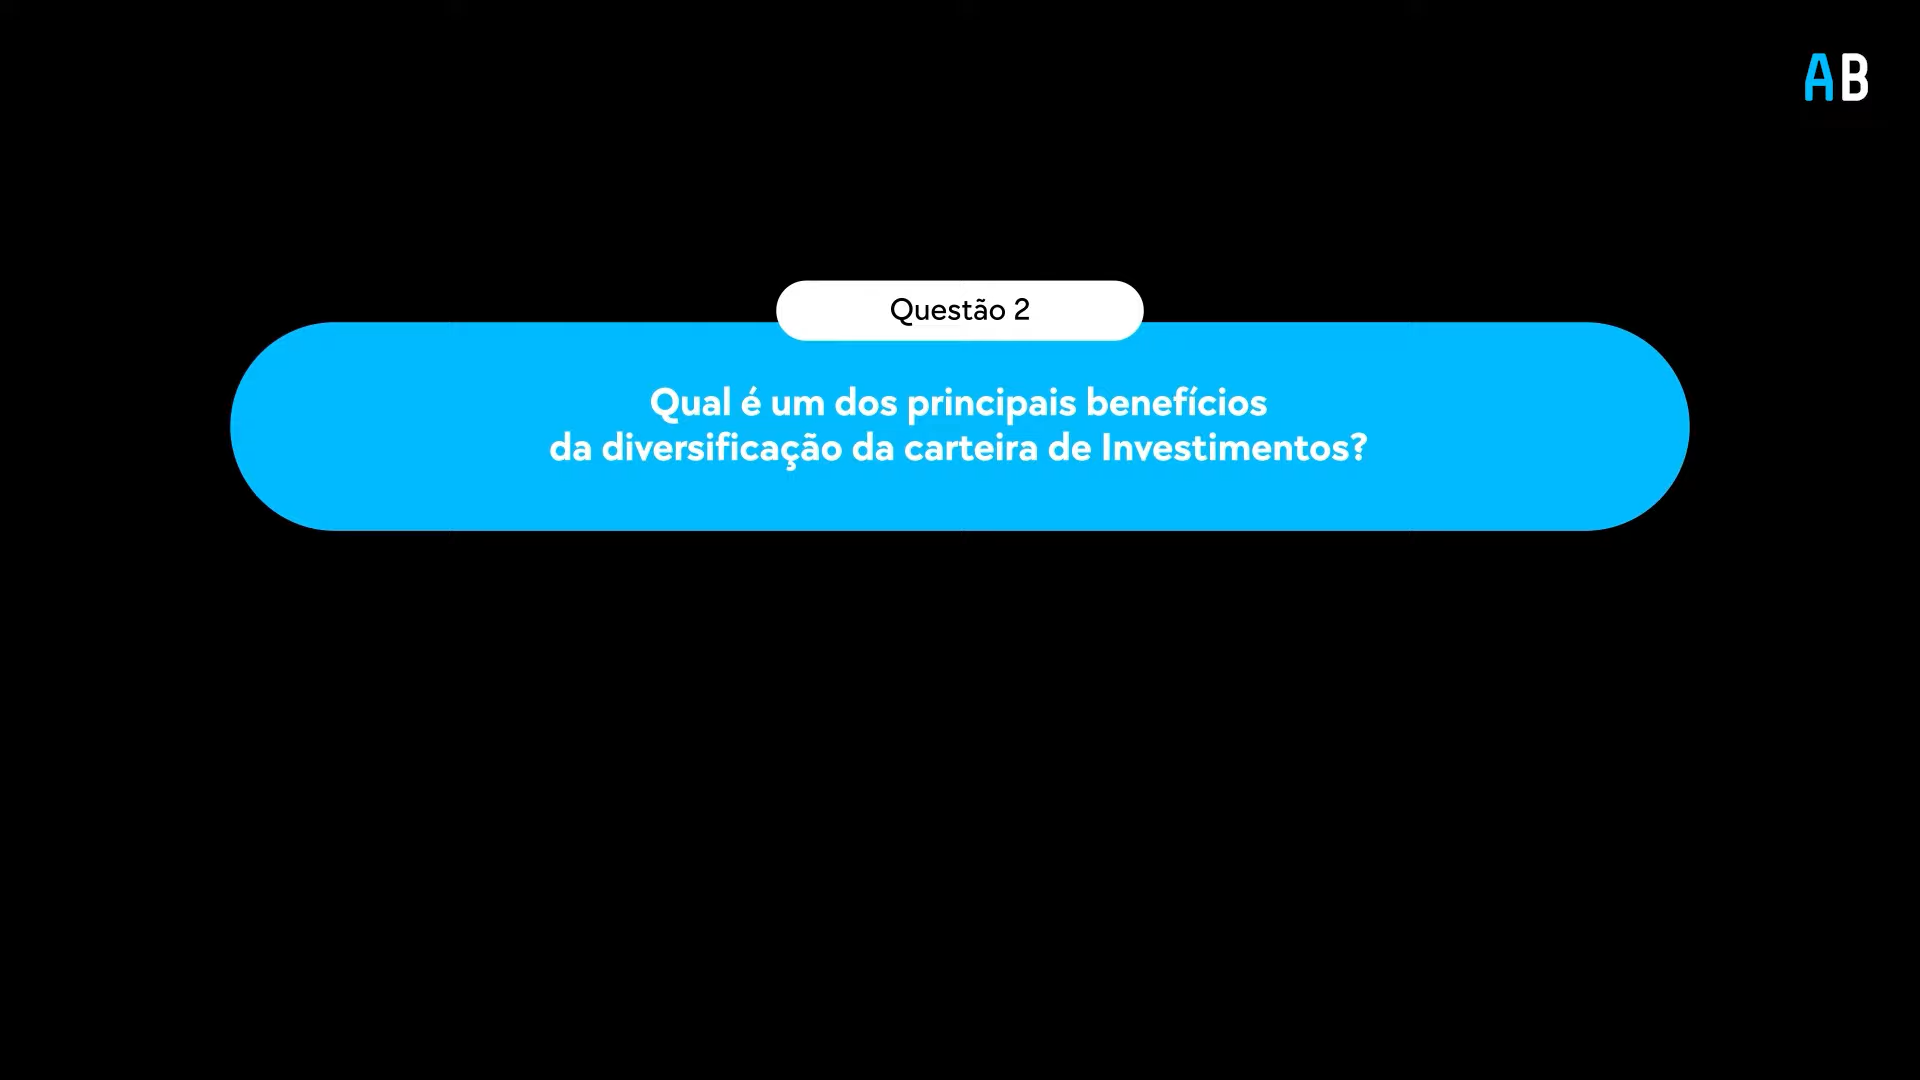 AB
Questão 2
Qual é um dos principais benefícios
da diversificação da carteira de Investimentos?